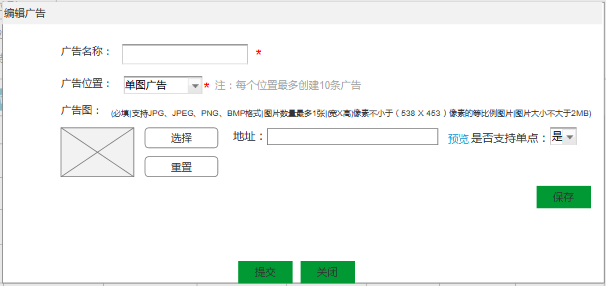 编辑广告
广告名称： *
广告位置： 单图广告 * 注：每个位置最多创建10条广告
广告图： (必填|支持JPG、JPEG、PNG、BMP格式|图片数量最多1张|(宽X高)像素不小于（538 X 453）像素的等比例图片|图片大小不大于2MB)
选择 地址： 预览 是否支持单点： 是
重置
保存
提交 关闭